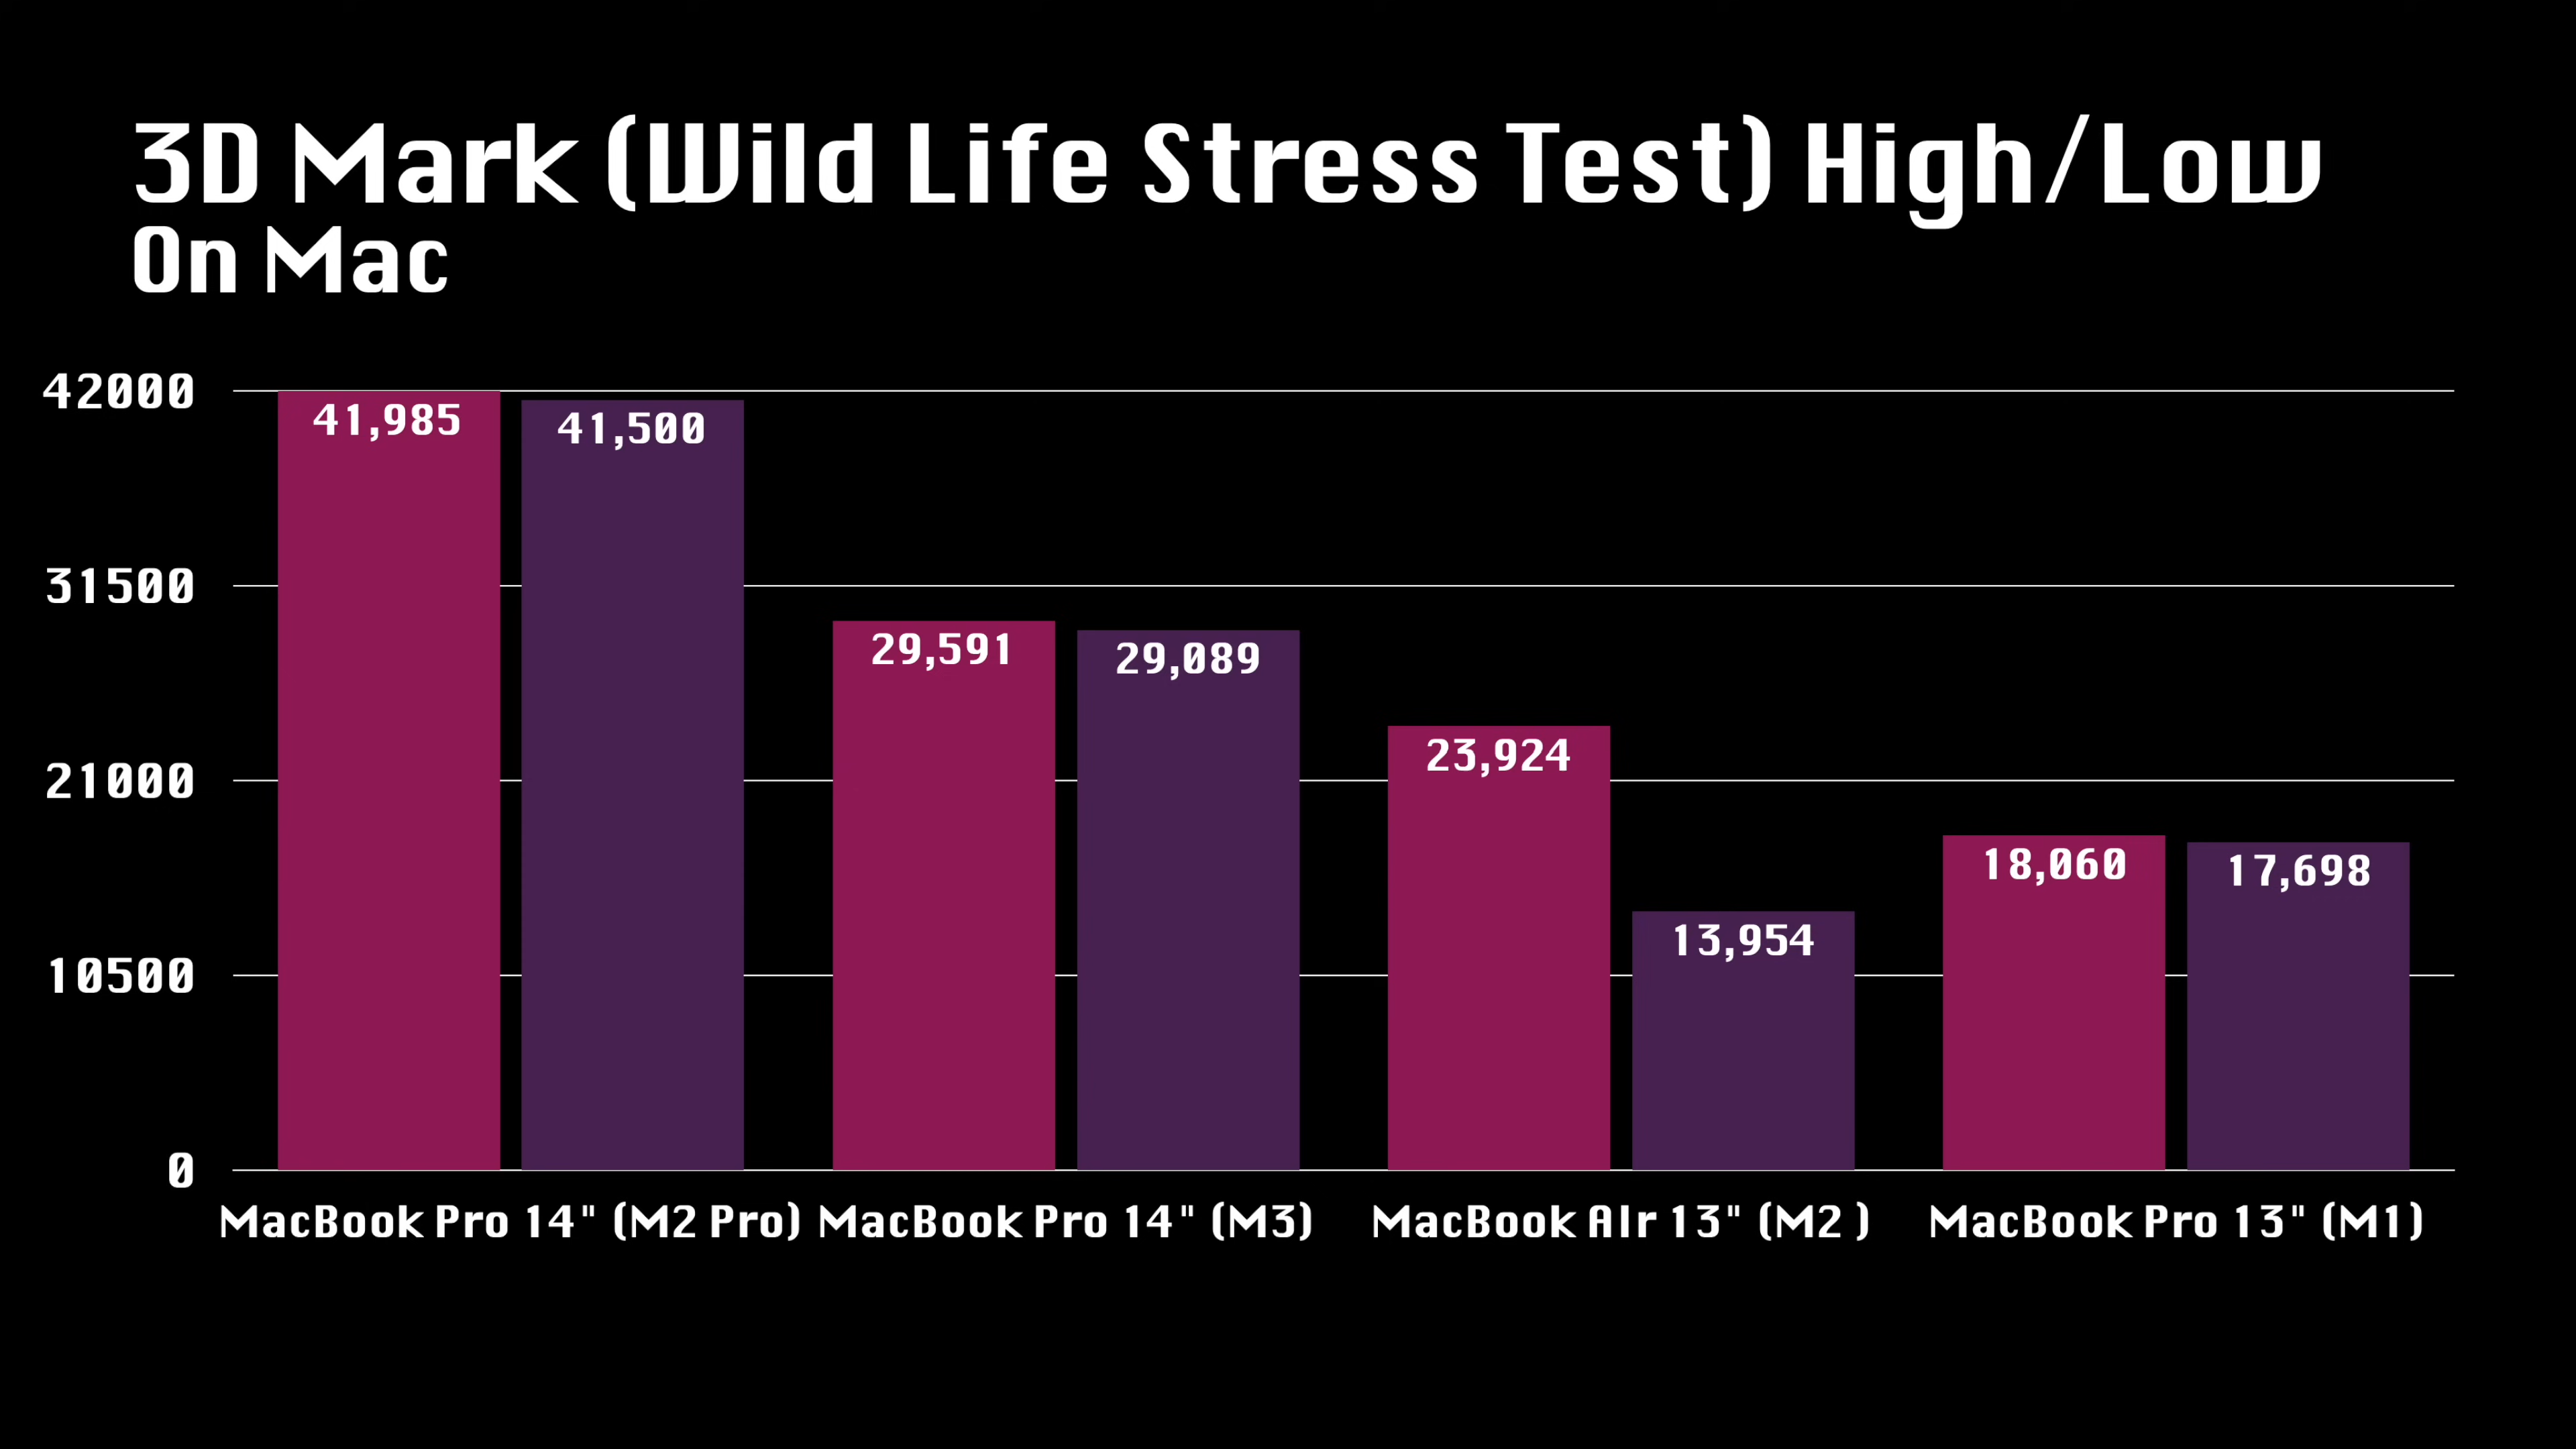 3D Mark (Wild Life Stress Test) High/Low
On Mac
42000
31500
21000
10500
0
41,985
41,500
29,591
29,089
23,924
13,954
18,060
17,698
MacBook Pro 14" (M2 Pro)
MacBook Pro 14" (M3)
MacBook AIr 13" (M2 )
MacBook Pro 13" (M1)